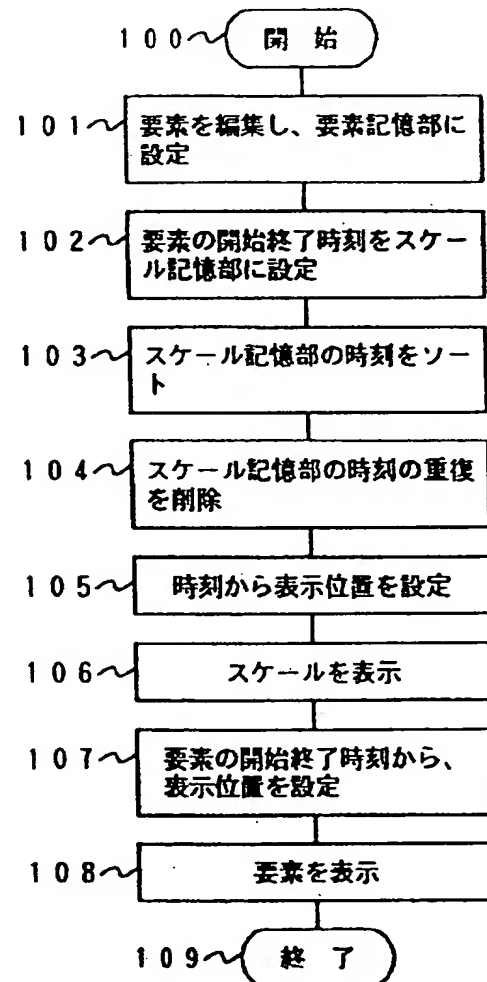 100 開 始
101 要素を編集し、要素記憶部に
設定
102 要素の開始終了時刻をスケー
ル記憶部に設定
103 スケール記憶部の時刻をソー
ト
104 スケール記憶部の時刻の重復
を削除
105 時刻から表示位置を設定
106 スケールを表示
107 要素の開始終了時刻から、
表示位置を設定
108 要素を表示
109 終 了